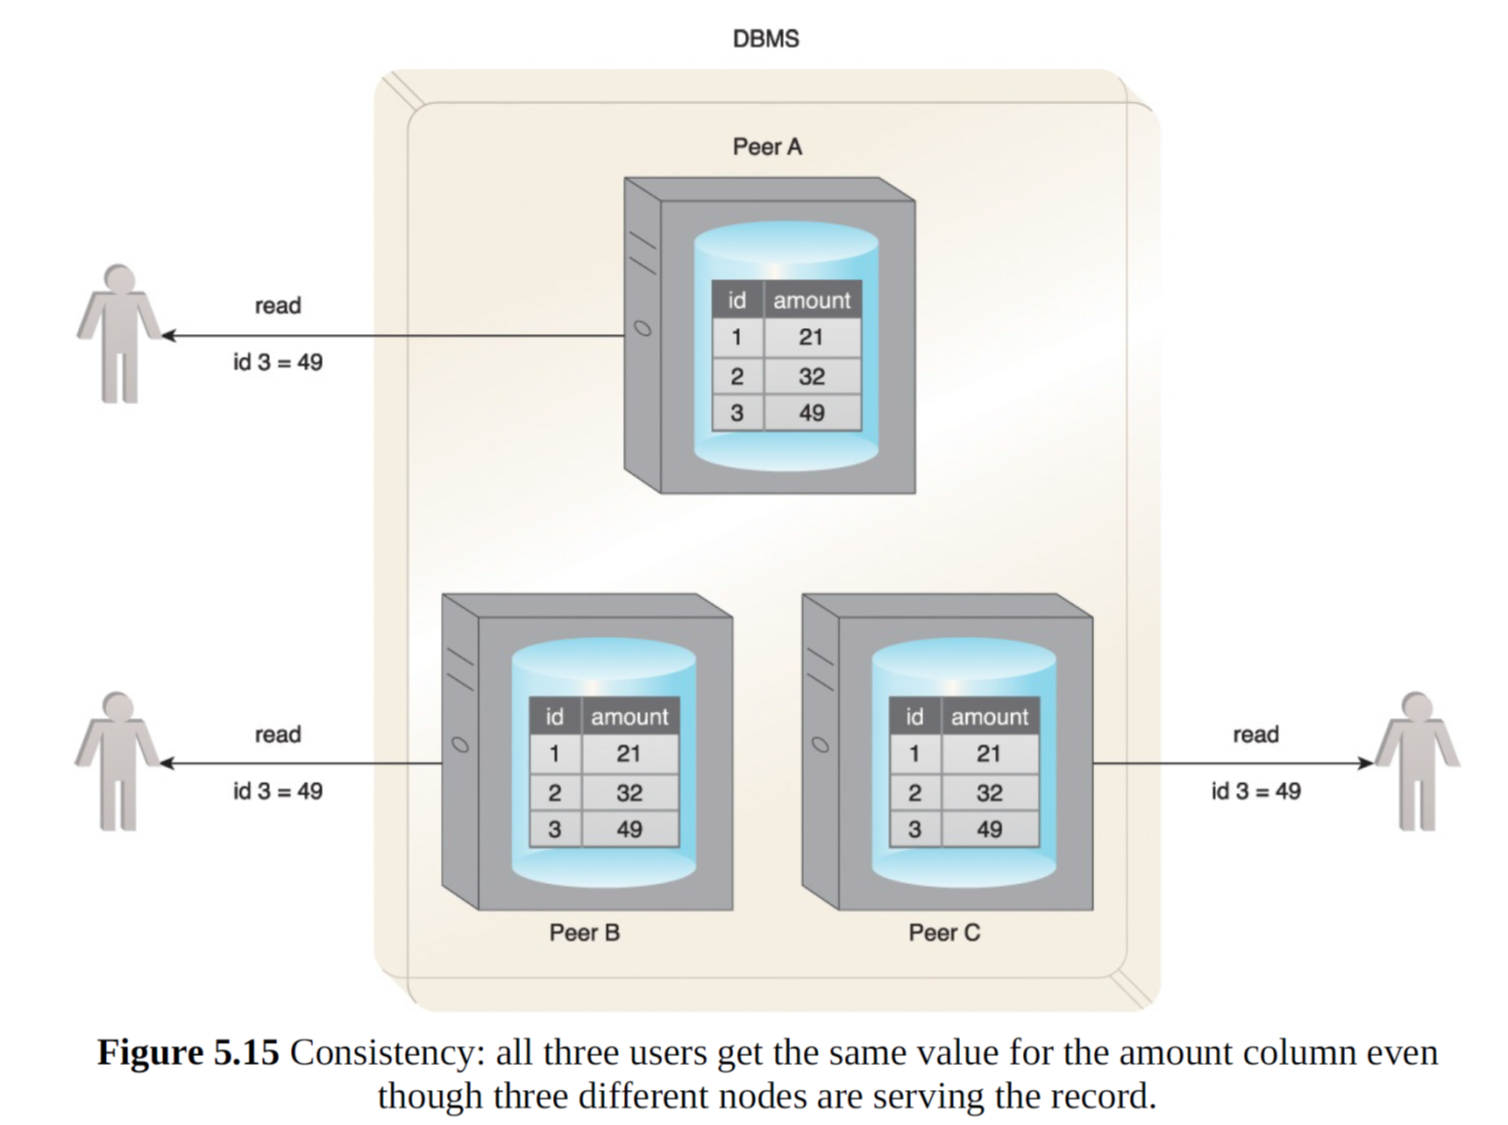 DBMS
Peer A
id amount
1 21
2 32
3 49
read
id 3 = 49
id amount
1 21
2 32
3 49
Peer B
read
id 3 = 49
id amount
1 21
2 32
3 49
Peer C
read
id 3 = 49
Figure 5.15 Consistency: all three users get the same value for the amount column even
though three different nodes are serving the record.